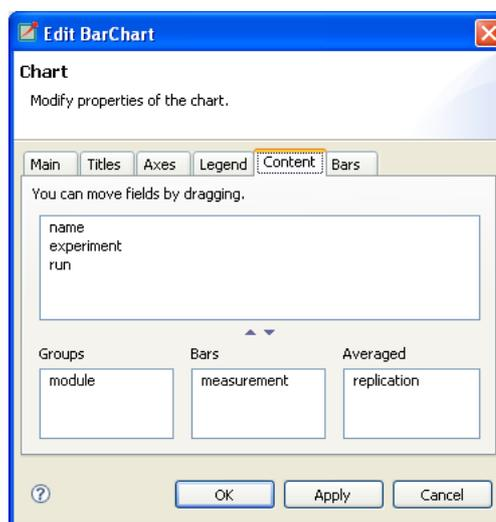 Edit BarChart
Chart
Modify properties of the chart.
Main Titles Axes Legend Content Bars
You can move fields by dragging.
name
experiment
run
Groups Bars Averaged
module measurement replication
? OK Apply Cancel